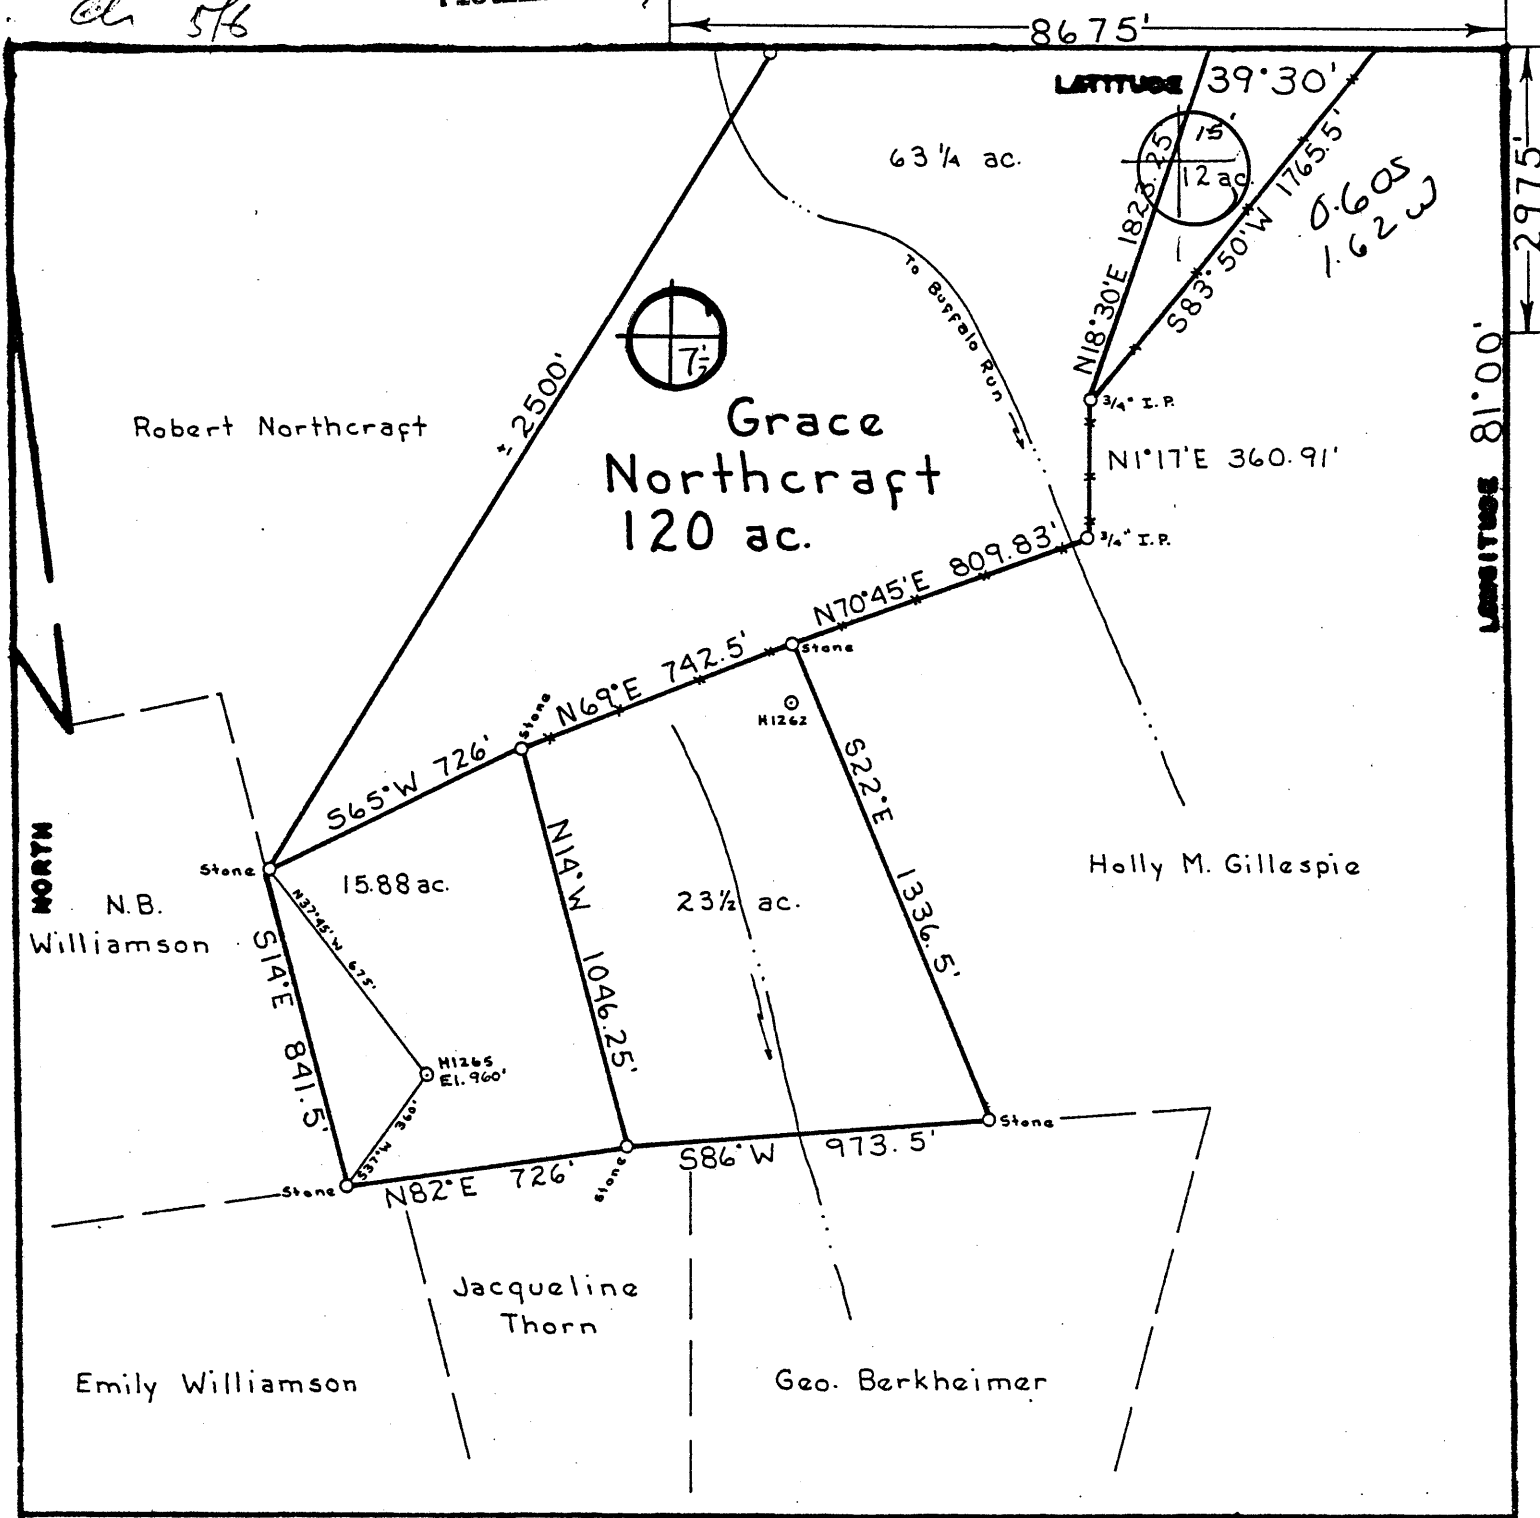 5/6
8675'
LATITUDE 39°30'
2975'
63 1/4 ac.
15'
12 ac.
N18°30'E 1823.25'
S83°50'W 1765.5'
0.60S
1.62W
To Buffalo Run
7 1/2'
± 2500'
Robert Northcraft
Grace
Northcraft
120 ac.
3/4" I.P.
N1°17'E 360.91'
3/4" I.P.
LONGITUDE 81°00'
N70°45'E 809.83'
N69°E 742.5'
Stone
Stone
H1262
S65°W 726'
S22°E 1336.5'
NORTH
Stone
15.88 ac.
N14°W 1046.25'
23 1/2 ac.
Holly M. Gillespie
N.B.
Williamson
N37°45'W 675'
S14°E 841.5'
H1265
El. 960'
S37°W 360'
Stone
N82°E 726'
Stone
S86°W 973.5'
Stone
Jacqueline
Thorn
Emily Williamson
Geo. Berkheimer